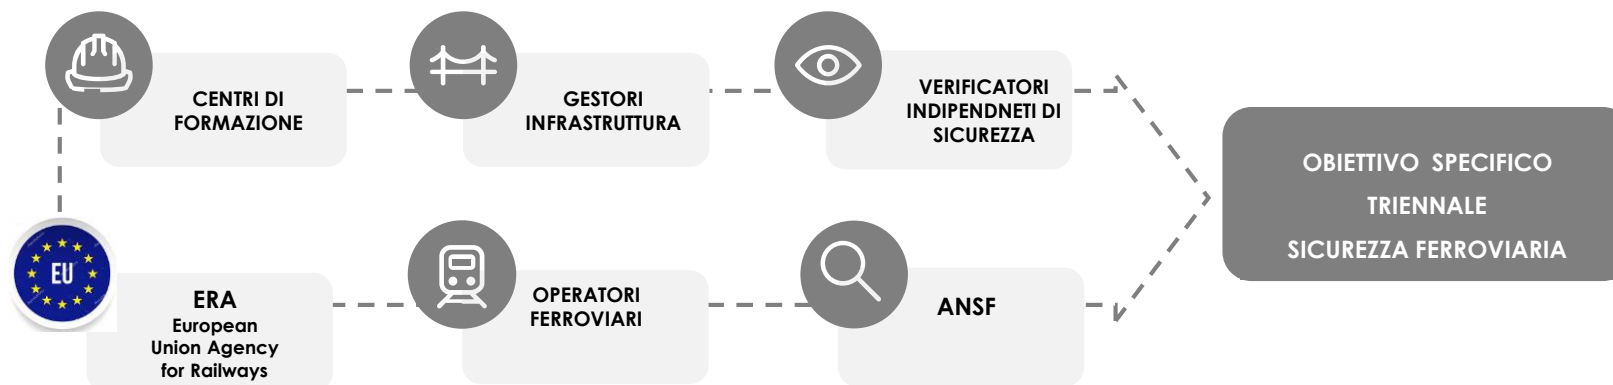 CENTRI DI
FORMAZIONE
GESTORI
INFRASTRUTTURA
VERIFICATORI
INDIPENDNETI DI
SICUREZZA
OBIETTIVO SPECIFICO
TRIENNALE
SICUREZZA FERROVIARIA
EU
ERA
European
Union Agency
for Railways
OPERATORI
FERROVIARI
ANSF